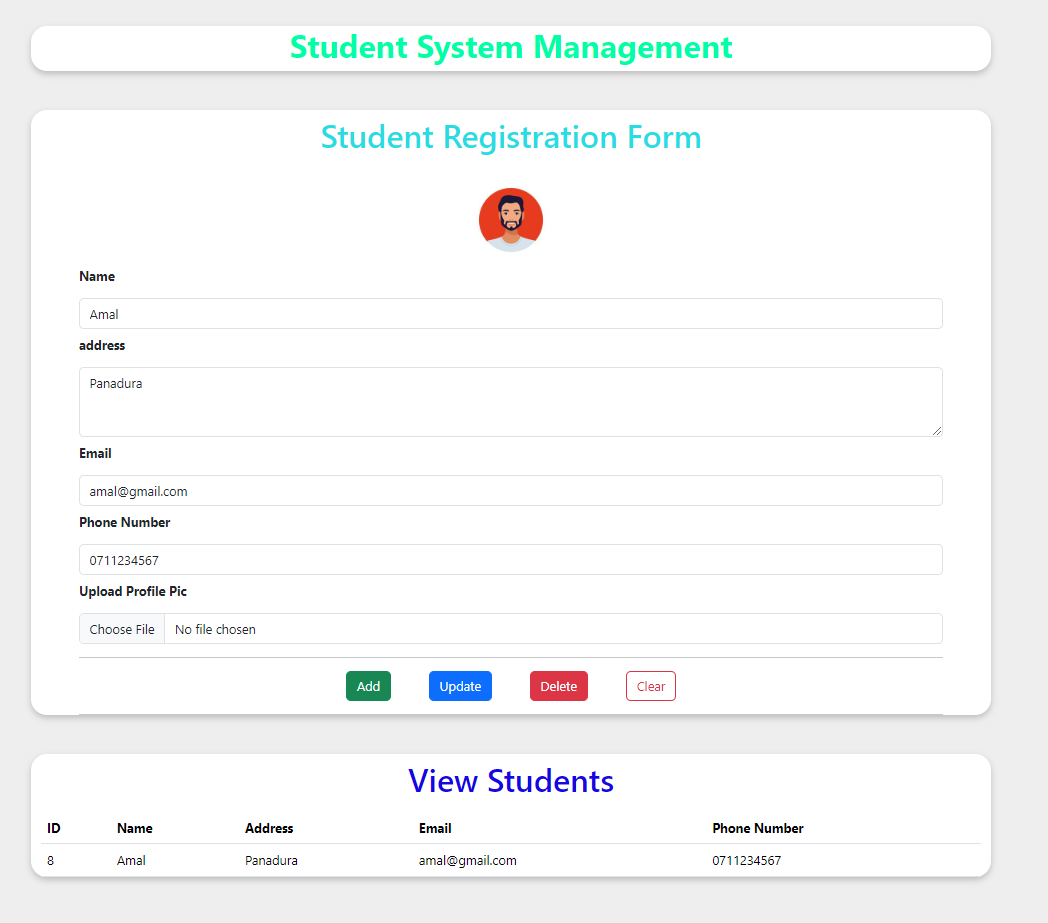 Student System Management
Student Registration Form
Name
Amal
address
Panadura
Email
amal@gmail.com
Phone Number
0711234567
Upload Profile Pic
Choose File No file chosen
Add Update Delete Clear
View Students
ID Name Address Email Phone Number
8 Amal Panadura amal@gmail.com 0711234567